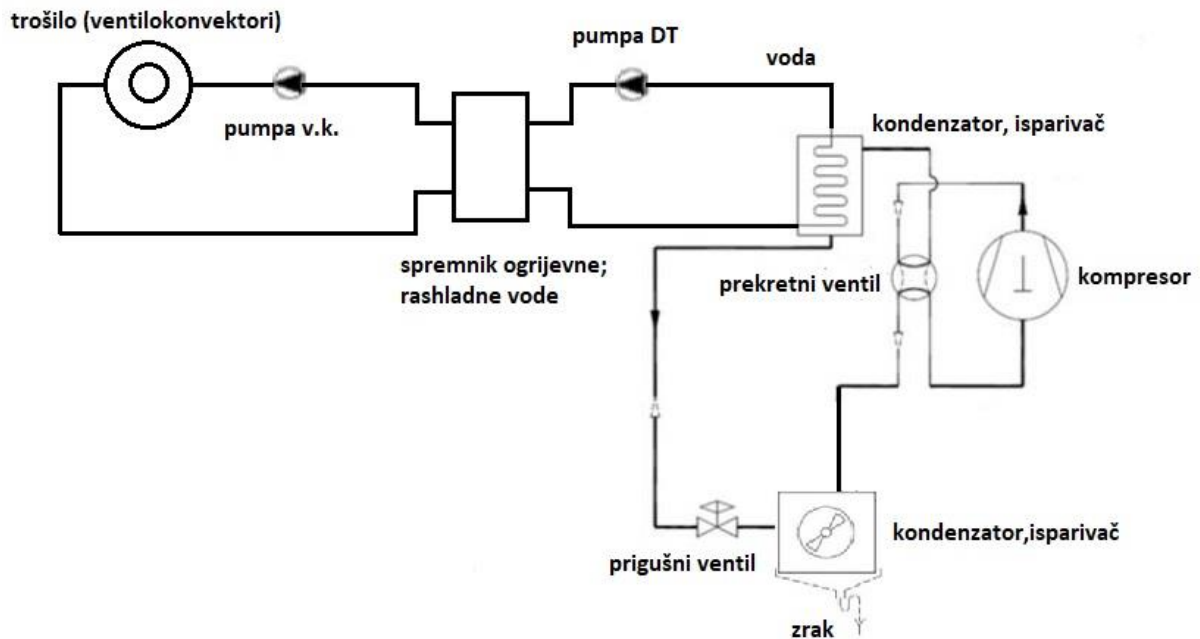 trošilo (ventilokonvektori)
pumpa DT
voda
pumpa v.k.
kondenzator, isparivač
spremnik ogrijevne;
rashladne vode
prekretni ventil
kompresor
kondenzator,isparivač
prigušni ventil
zrak